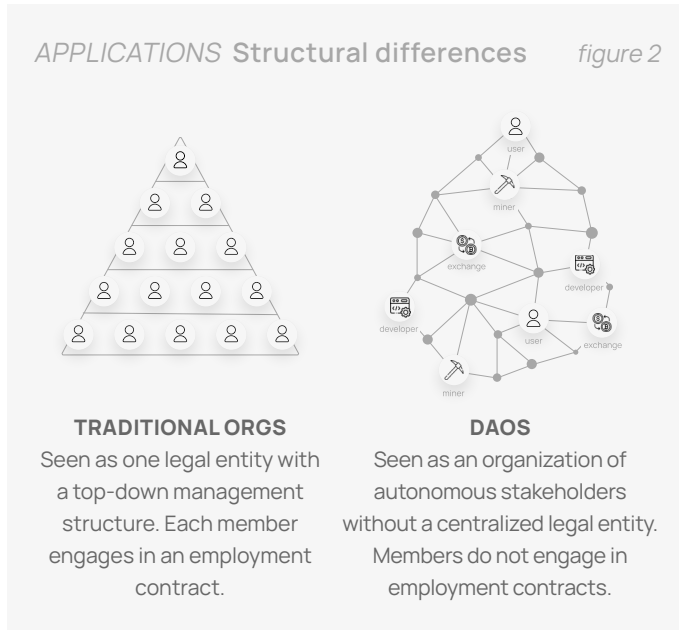 APPLICATIONS Structural differences
figure 2
user
miner
exchange
developer
developer
user
exchange
miner
TRADITIONAL ORGS
Seen as one legal entity with
a top-down management
structure. Each member
engages in an employment
contract.
DAOS
Seen as an organization of
autonomous stakeholders
without a centralized legal entity.
Members do not engage in
employment contracts.